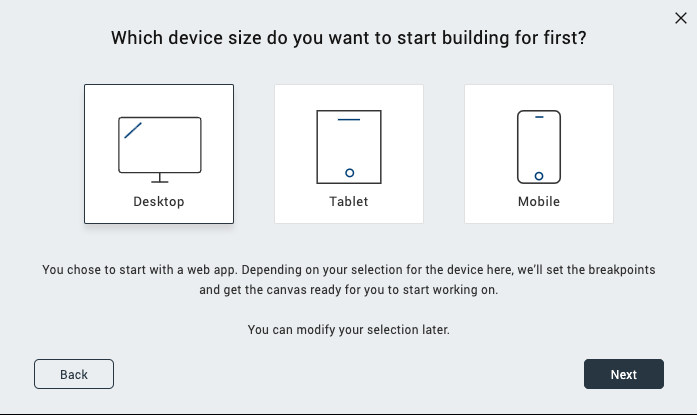 Which device size do you want to start building for first?
Desktop
Tablet
Mobile
You chose to start with a web app. Depending on your selection for the device here, we'll set the breakpoints
and get the canvas ready for you to start working on.
You can modify your selection later.
Back
Next